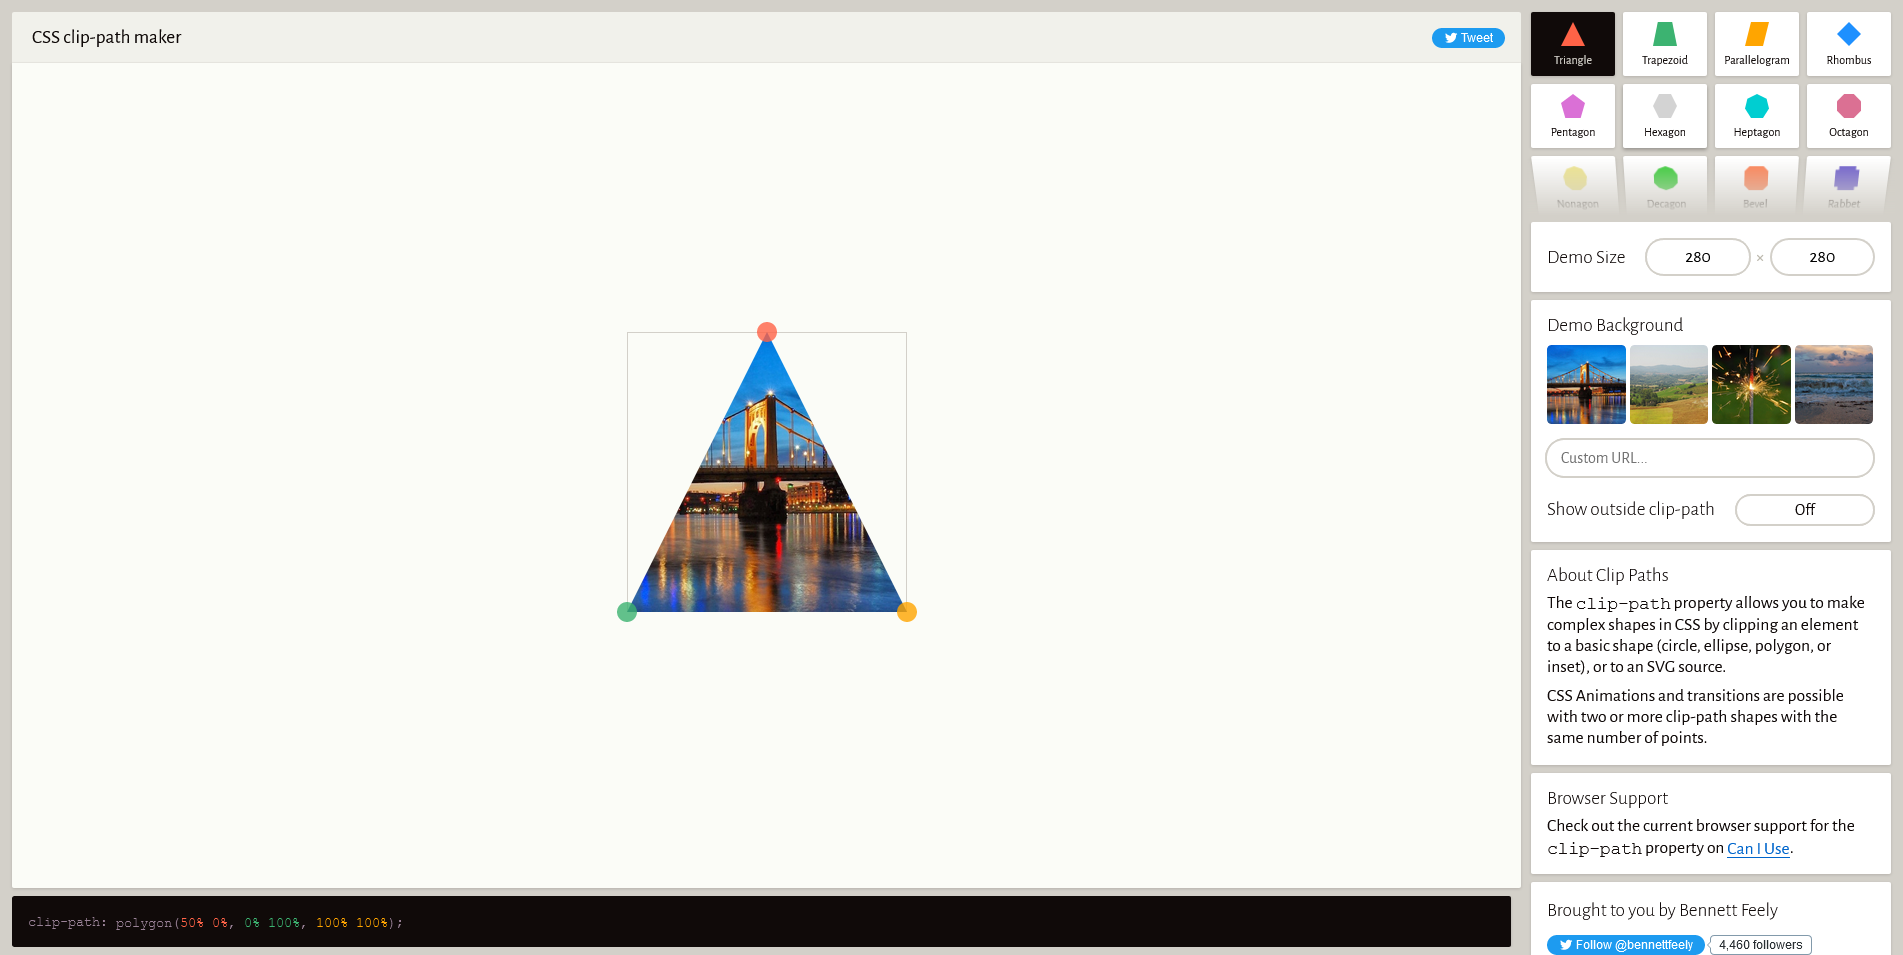 CSS clip-path maker
Tweet
Triangle
Trapezoid
Parallelogram
Rhombus
Pentagon
Hexagon
Heptagon
Octagon
Nonagon
Decagon
Bevel
Rabbet
Demo Size
280 × 280
Demo Background
Custom URL...
Show outside clip-path
Off
About Clip Paths
The clip-path property allows you to make
complex shapes in CSS by clipping an element
to a basic shape (circle, ellipse, polygon, or
inset), or to an SVG source.
CSS Animations and transitions are possible
with two or more clip-path shapes with the
same number of points.
Browser Support
Check out the current browser support for the
clip-path property on Can I Use.
Brought to you by Bennett Feely
Follow @bennettfeely
4,460 followers
clip-path: polygon(50% 0%, 0% 100%, 100% 100%);